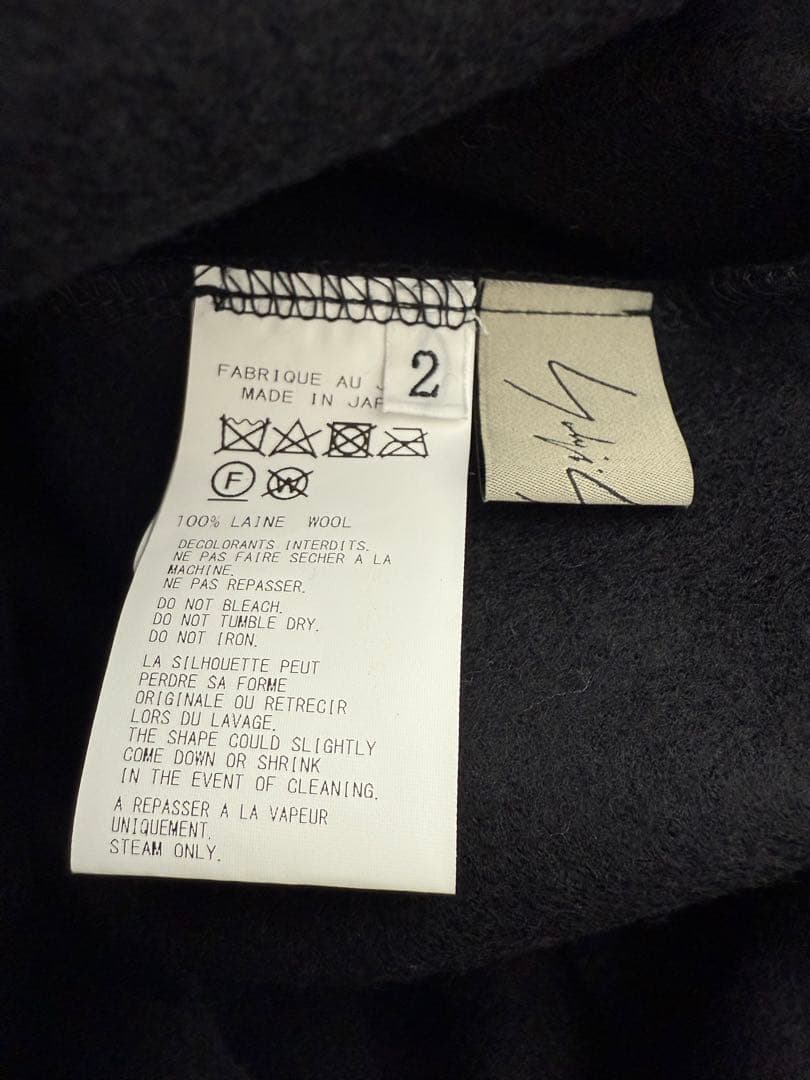 FABRIQUE AU
2
MADE IN JAP
F
W
100% LAINE WOOL
DECOLORANTS INTERDITS.
NE PAS FAIRE SECHER A LA
MACHINE.
NE PAS REPASSER.
DO NOT BLEACH.
DO NOT TUMBLE DRY.
DO NOT IRON.
LA SILHOUETTE PEUT
PERDRE SA FORME
ORIGINALE OU RETRECIR
LORS DU LAVAGE.
THE SHAPE COULD SLIGHTLY
COME DOWN OR SHRINK
IN THE EVENT OF CLEANING.
A REPASSER A LA VAPEUR
UNIQUEMENT.
STEAM ONLY.